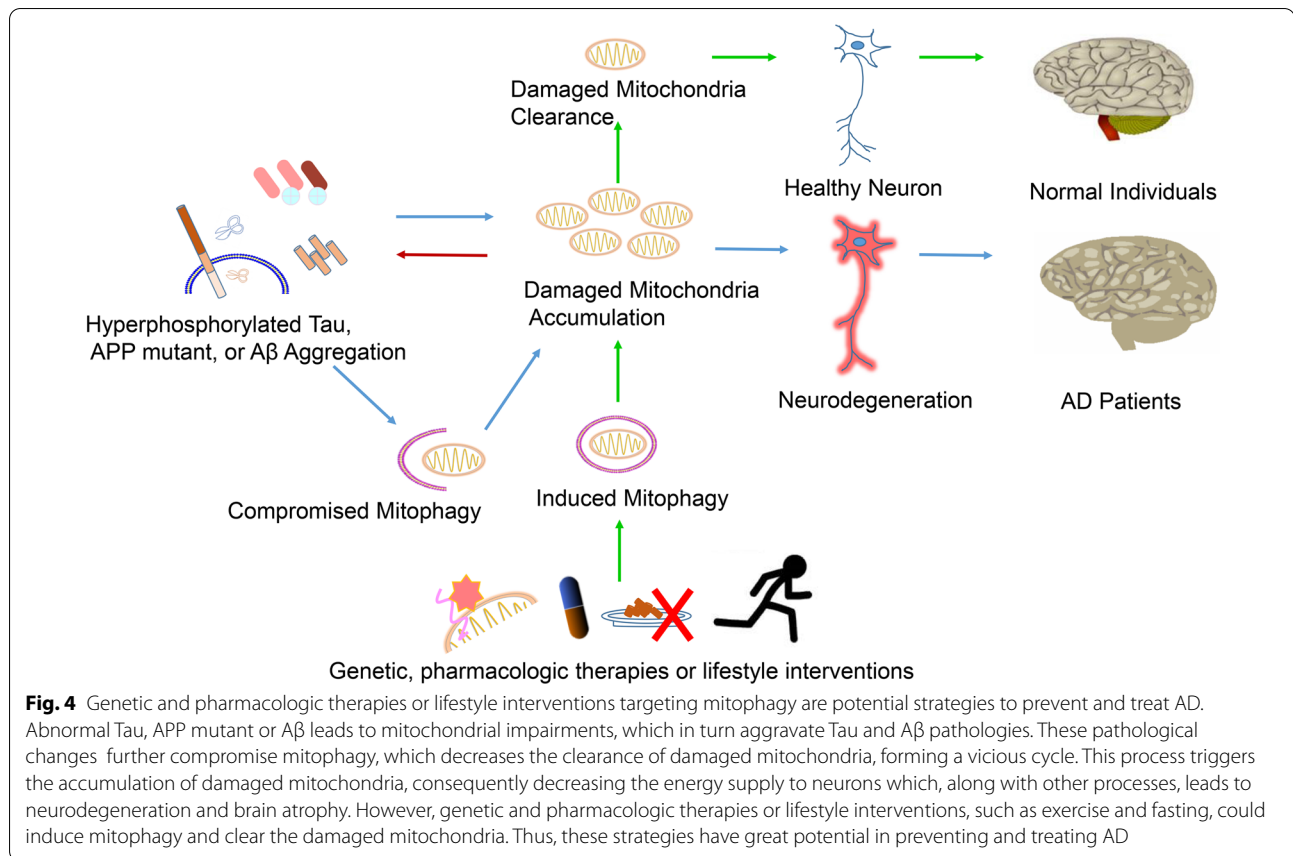 Damaged Mitochondria
Clearance
Healthy Neuron
Normal Individuals
Hyperphosphorylated Tau,
APP mutant, or Aβ Aggregation
Damaged Mitochondria
Accumulation
Neurodegeneration
AD Patients
Compromised Mitophagy
Induced Mitophagy
Genetic, pharmacologic therapies or lifestyle interventions
Fig. 4 Genetic and pharmacologic therapies or lifestyle interventions targeting mitophagy are potential strategies to prevent and treat AD.
Abnormal Tau, APP mutant or Aβ leads to mitochondrial impairments, which in turn aggravate Tau and Aβ pathologies. These pathological
changes further compromise mitophagy, which decreases the clearance of damaged mitochondria, forming a vicious cycle. This process triggers
the accumulation of damaged mitochondria, consequently decreasing the energy supply to neurons which, along with other processes, leads to
neurodegeneration and brain atrophy. However, genetic and pharmacologic therapies or lifestyle interventions, such as exercise and fasting, could
induce mitophagy and clear the damaged mitochondria. Thus, these strategies have great potential in preventing and treating AD